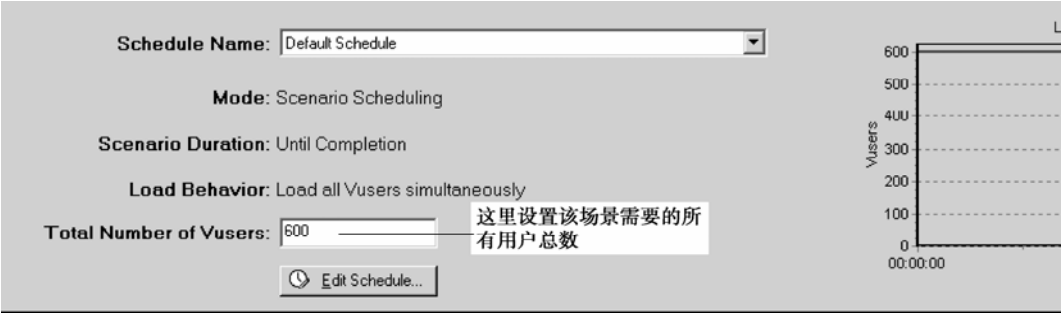 Schedule Name: Default Schedule
Mode: Scenario Scheduling
Scenario Duration: Until Completion
Load Behavior: Load all Vusers simultaneously
Total Number of Vusers: 600
这里设置该场景需要的所
有用户总数
Edit Schedule...
L
Vusers
600
500
400
300
200
100
0
00:00:00